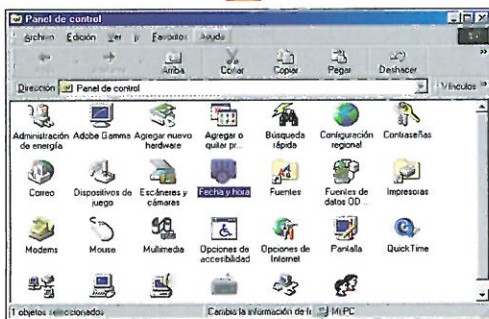 Panel de control
Archivo Edición Ver Ir Favoritos Ayuda
Arriba Cortar Copiar Pegar Deshacer
Dirección Panel de control Vínculos
Administración de energía Adobe Gamma Agregar nuevo hardware Agregar o quitar pr... Búsqueda rápida Configuración regional Contraseñas
Correo Dispositivos de juego Escáneres y cámaras Fecha y hora Fuentes Fuentes de datos OD... Impresoras
Modems Mouse Multimedia Opciones de accesibilidad Opciones de Internet Pantalla QuickTime
1 objetos seleccionados Cambia la información de fe Mi PC